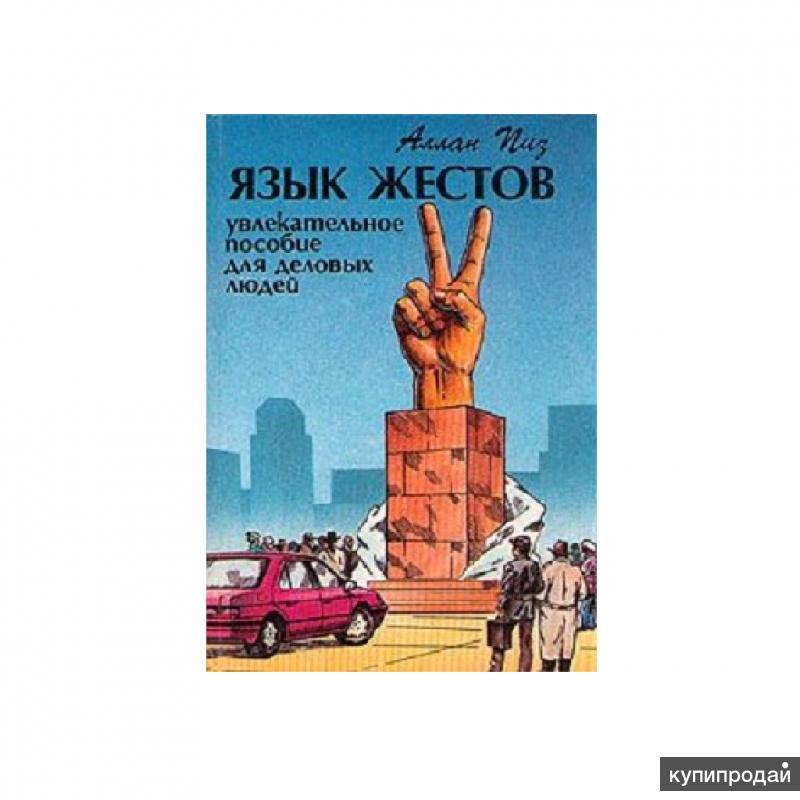 Аллан Пиз
ЯЗЫК ЖЕСТОВ
увлекательное
пособие
для деловых
людей
купипродай